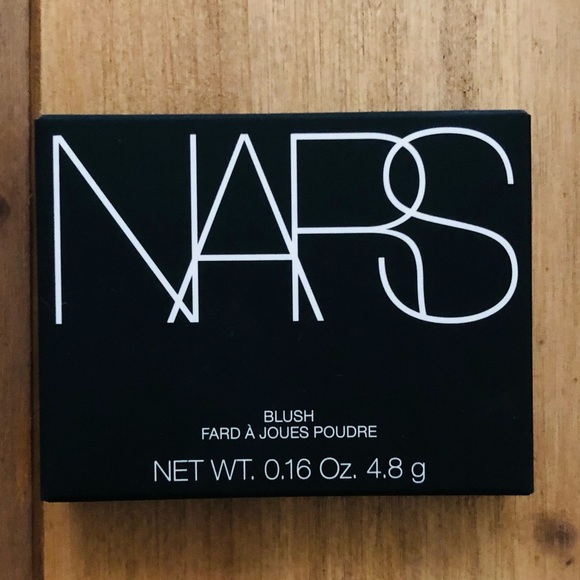 NARS
BLUSH
FARD À JOUES POUDRE
NET WT. 0.16 Oz. 4.8 g